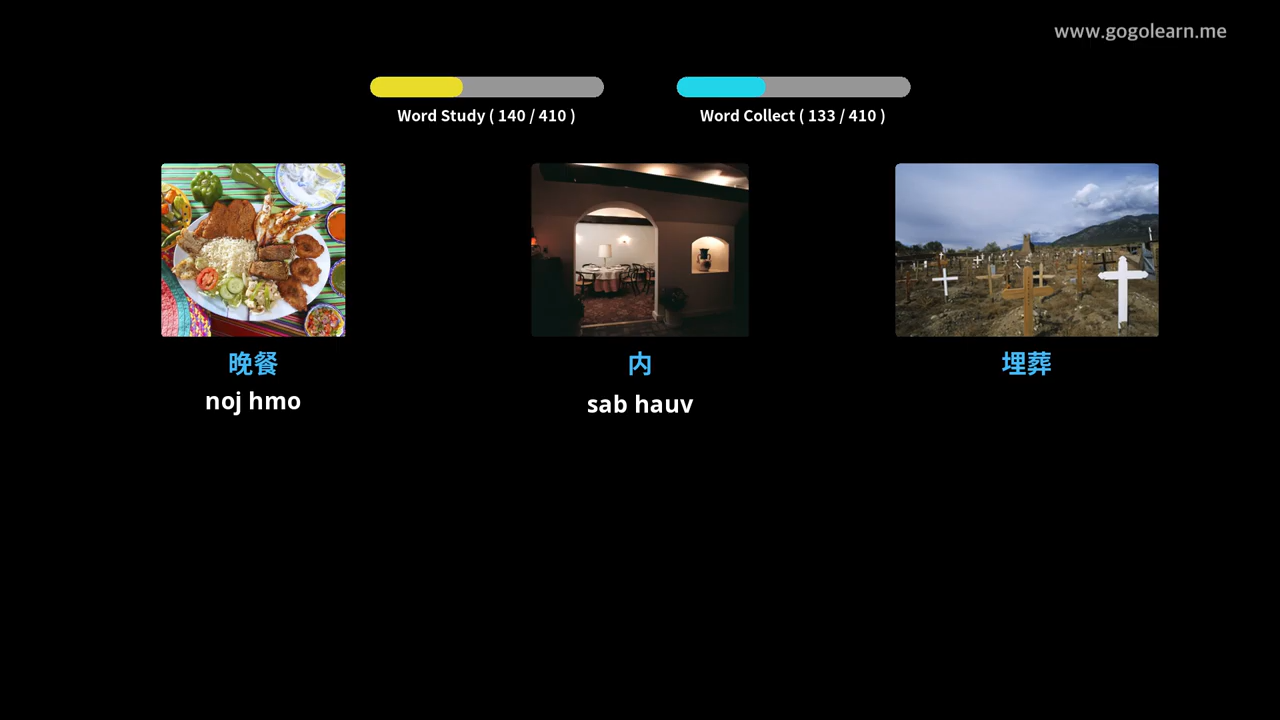 www.gogolearn.me
Word Study ( 140 / 410 )
Word Collect ( 133 / 410 )
晚餐
内
埋葬
noj hmo
sab hauv